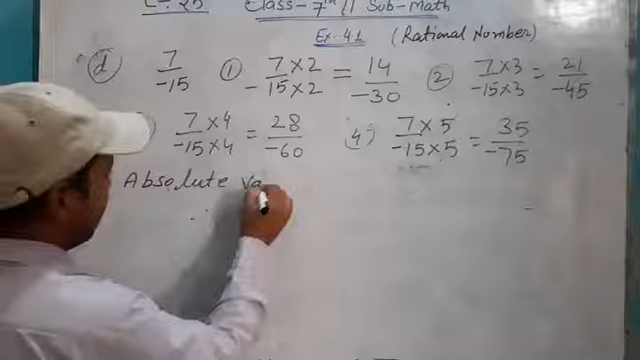 Class-7th // Sub-Math
Ex-4.1 (Rational Number)
(d) 7/-15 (1) 7×2/-15×2 = 14/-30 (2) 7×3/-15×3 = 21/-45
) 7×4/-15×4 = 28/-60 (4) 7×5/-15×5 = 35/-75
Absolute Va